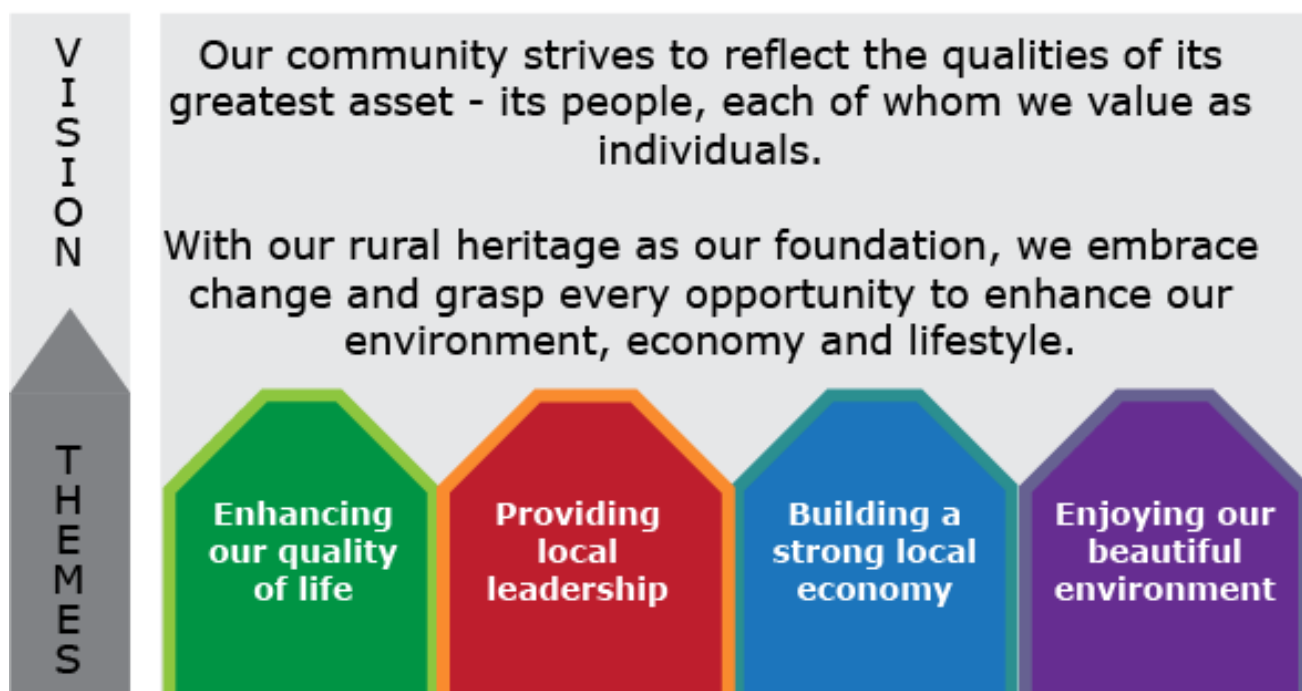 VISION
Our community strives to reflect the qualities of its
greatest asset - its people, each of whom we value as
individuals.
With our rural heritage as our foundation, we embrace
change and grasp every opportunity to enhance our
environment, economy and lifestyle.
THEMES
Enhancing
our quality
of life
Providing
local
leadership
Building a
strong local
economy
Enjoying our
beautiful
environment